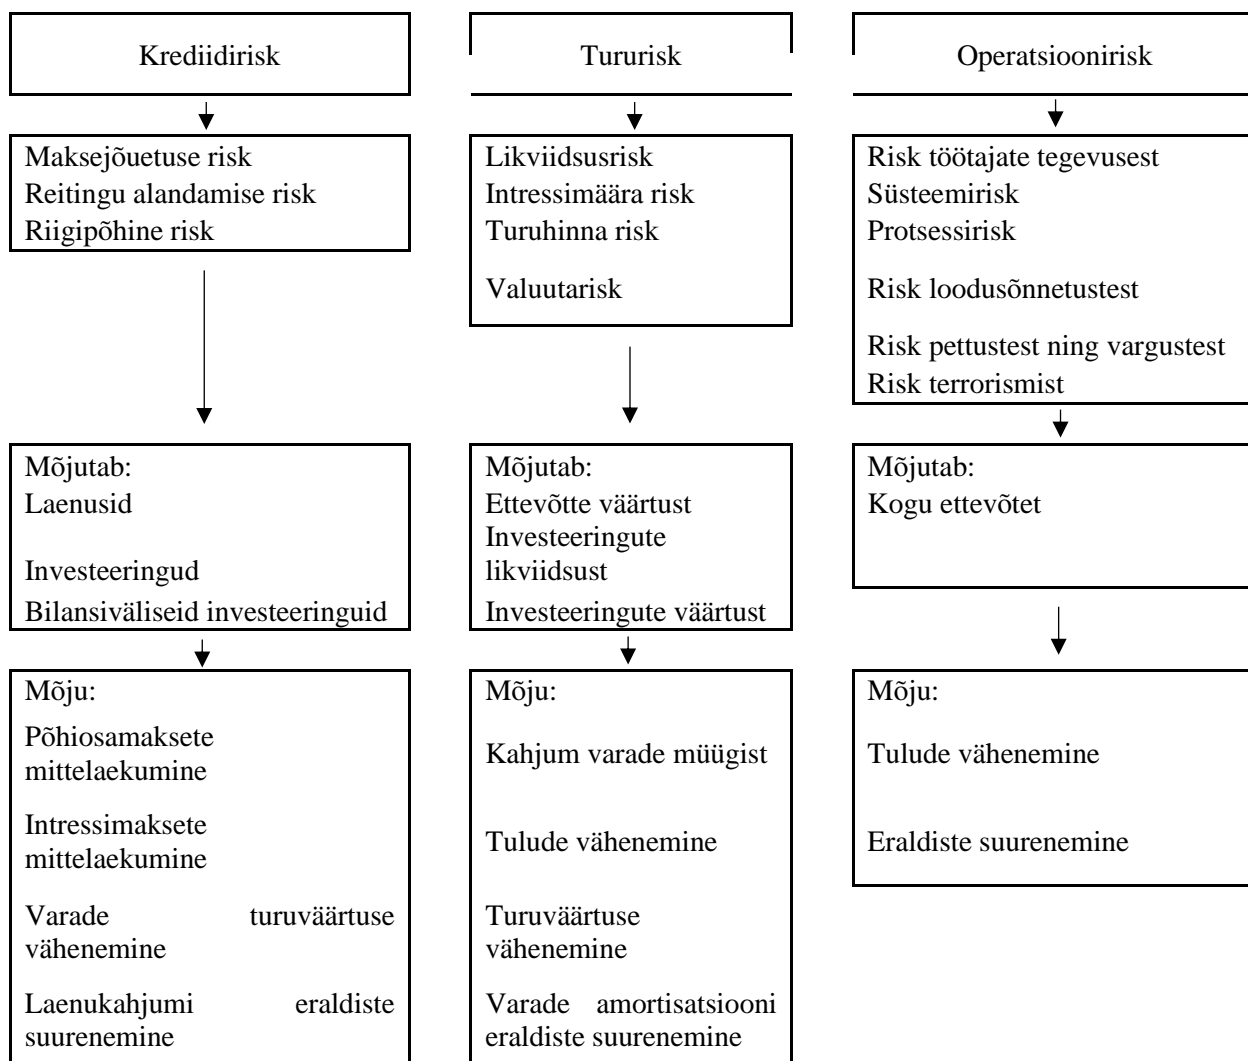 Krediidirisk
Maksejõuetuse risk
Reitingu alandamise risk
Riigipõhine risk
Mõjutab:
Laenusid
Investeeringud
Bilansiväliseid investeeringuid
Mõju:
Põhiosamaksete
mittelaekumine
Intressimaksete
mittelaekumine
Varade turuväärtuse
vähenemine
Laenukahjumi eraldiste
suurenemine
Tururisk
Likviidsusrisk
Intressimäära risk
Turuhinna risk
Valuutarisk
Mõjutab:
Ettevõtte väärtust
Investeeringute
likviidsust
Investeeringute väärtust
Mõju:
Kahjum varade müügist
Tulude vähenemine
Turuväärtuse
vähenemine
Varade amortisatsiooni
eraldiste suurenemine
Operatsioonirisk
Risk töötajate tegevusest
Süsteemirisk
Protsessirisk
Risk loodusõnnetustest
Risk pettustest ning vargustest
Risk terrorismist
Mõjutab:
Kogu ettevõtet
Mõju:
Tulude vähenemine
Eraldiste suurenemine